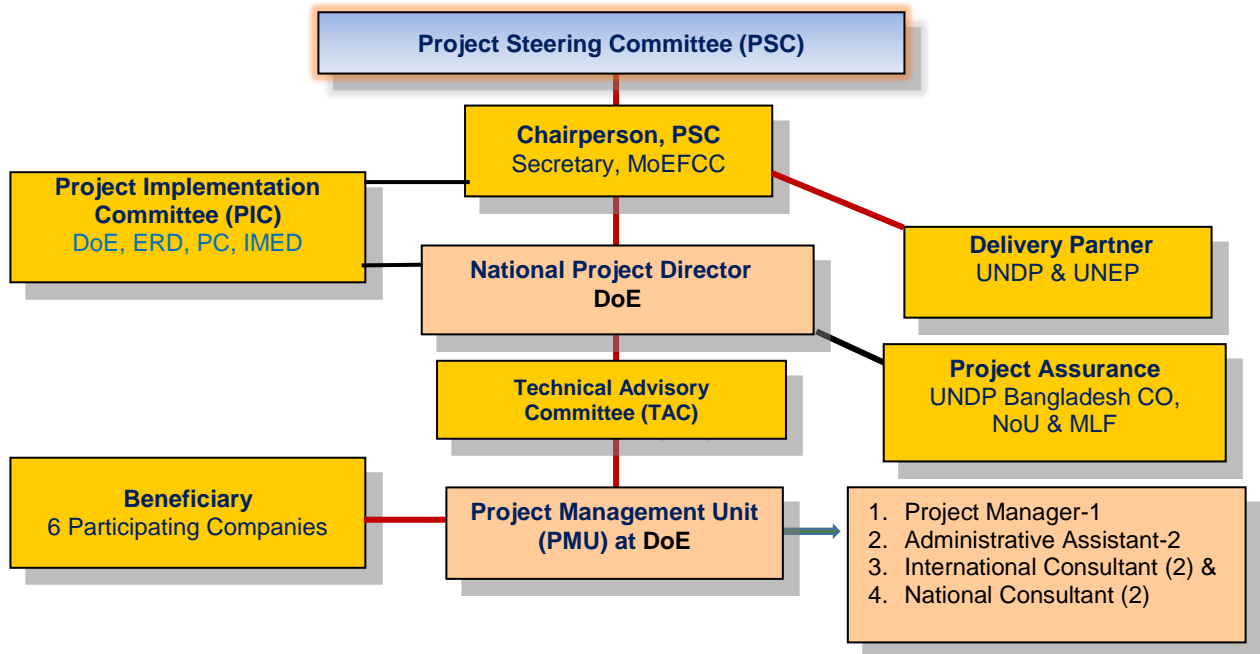 Project Steering Committee (PSC)
Chairperson, PSC
Secretary, MoEFCC
Project Implementation
Committee (PIC)
DoE, ERD, PC, IMED
Delivery Partner
UNDP & UNEP
National Project Director
DoE
Project Assurance
UNDP Bangladesh CO,
NoU & MLF
Technical Advisory
Committee (TAC)
Beneficiary
6 Participating Companies
Project Management Unit
(PMU) at DoE
1. Project Manager-1
2. Administrative Assistant-2
3. International Consultant (2) &
4. National Consultant (2)